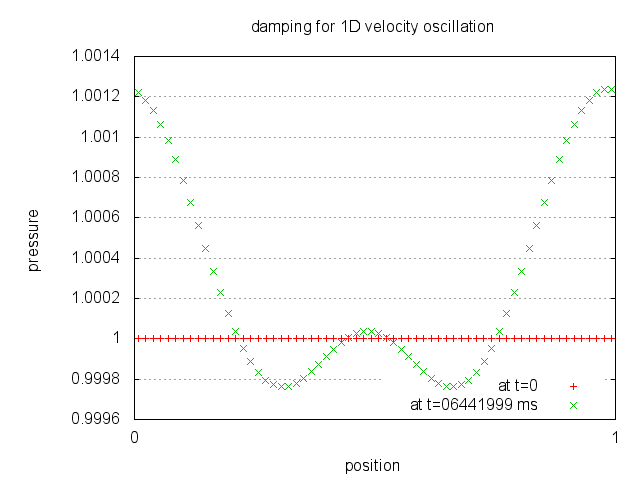 damping for 1D velocity oscillation
1.0014
1.0012
1.001
1.0008
1.0006
1.0004
1.0002
1
0.9998
0.9996
pressure
at t=0
at t=06441999 ms
0
1
position